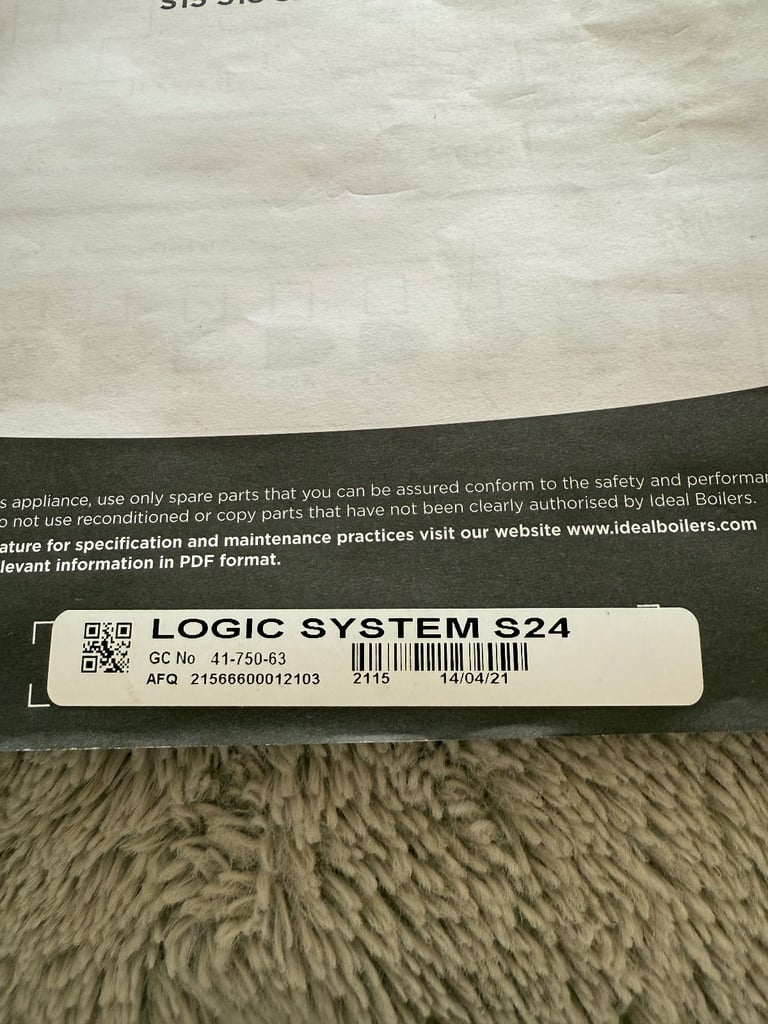 s appliance, use only spare parts that you can be assured conform to the safety and performa
o not use reconditioned or copy parts that have not been clearly authorised by Ideal Boilers.
ature for specification and maintenance practices visit our website www.idealboilers.com
levant information in PDF format.
LOGIC SYSTEM S24
GC No 41-750-63
AFQ 21566600012103 2115 14/04/21